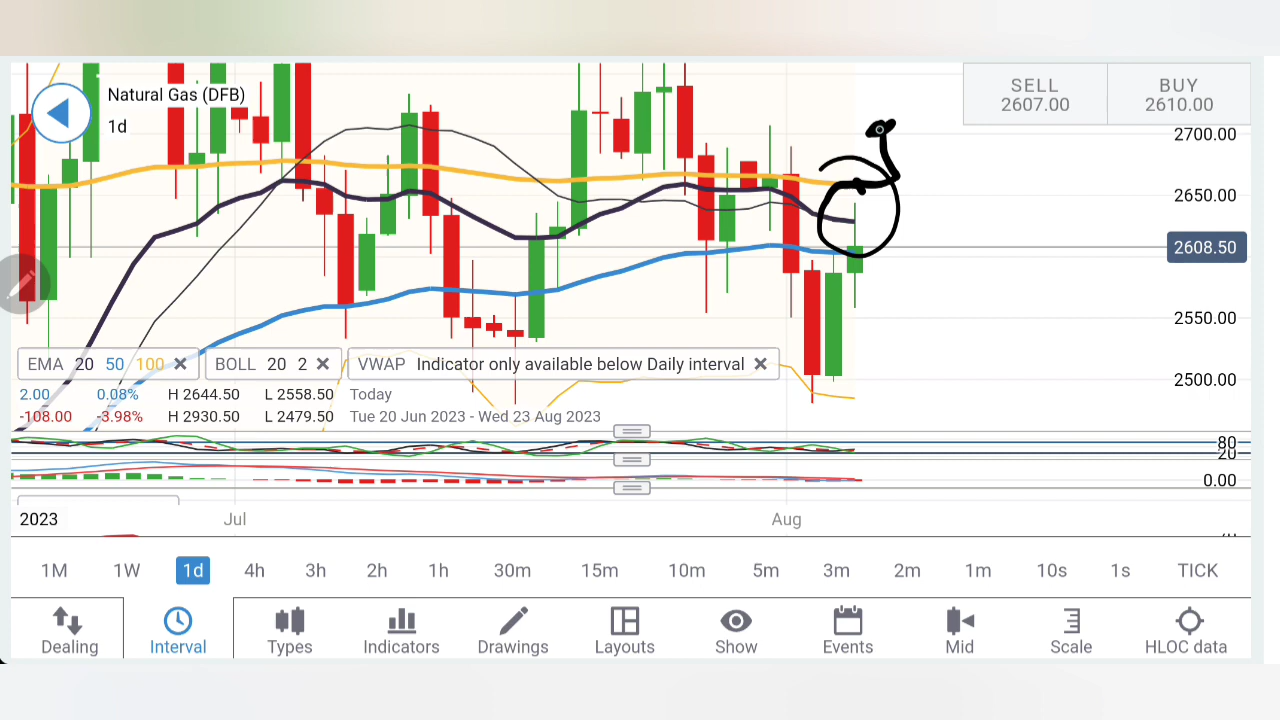 Natural Gas (DFB)
1d
SELL
2607.00
BUY
2610.00
2700.00
2650.00
2608.50
2550.00
2500.00
EMA 20 50 100
BOLL 20 2
VWAP Indicator only available below Daily interval
2.00 0.08% H 2644.50 L 2558.50 Today
-108.00 -3.98% H 2930.50 L 2479.50 Tue 20 Jun 2023 - Wed 23 Aug 2023
80
20
0.00
2023 Jul Aug
1M 1W 1d 4h 3h 2h 1h 30m 15m 10m 5m 3m 2m 1m 10s 1s TICK
Dealing Interval Types Indicators Drawings Layouts Show Events Mid Scale HLOC data